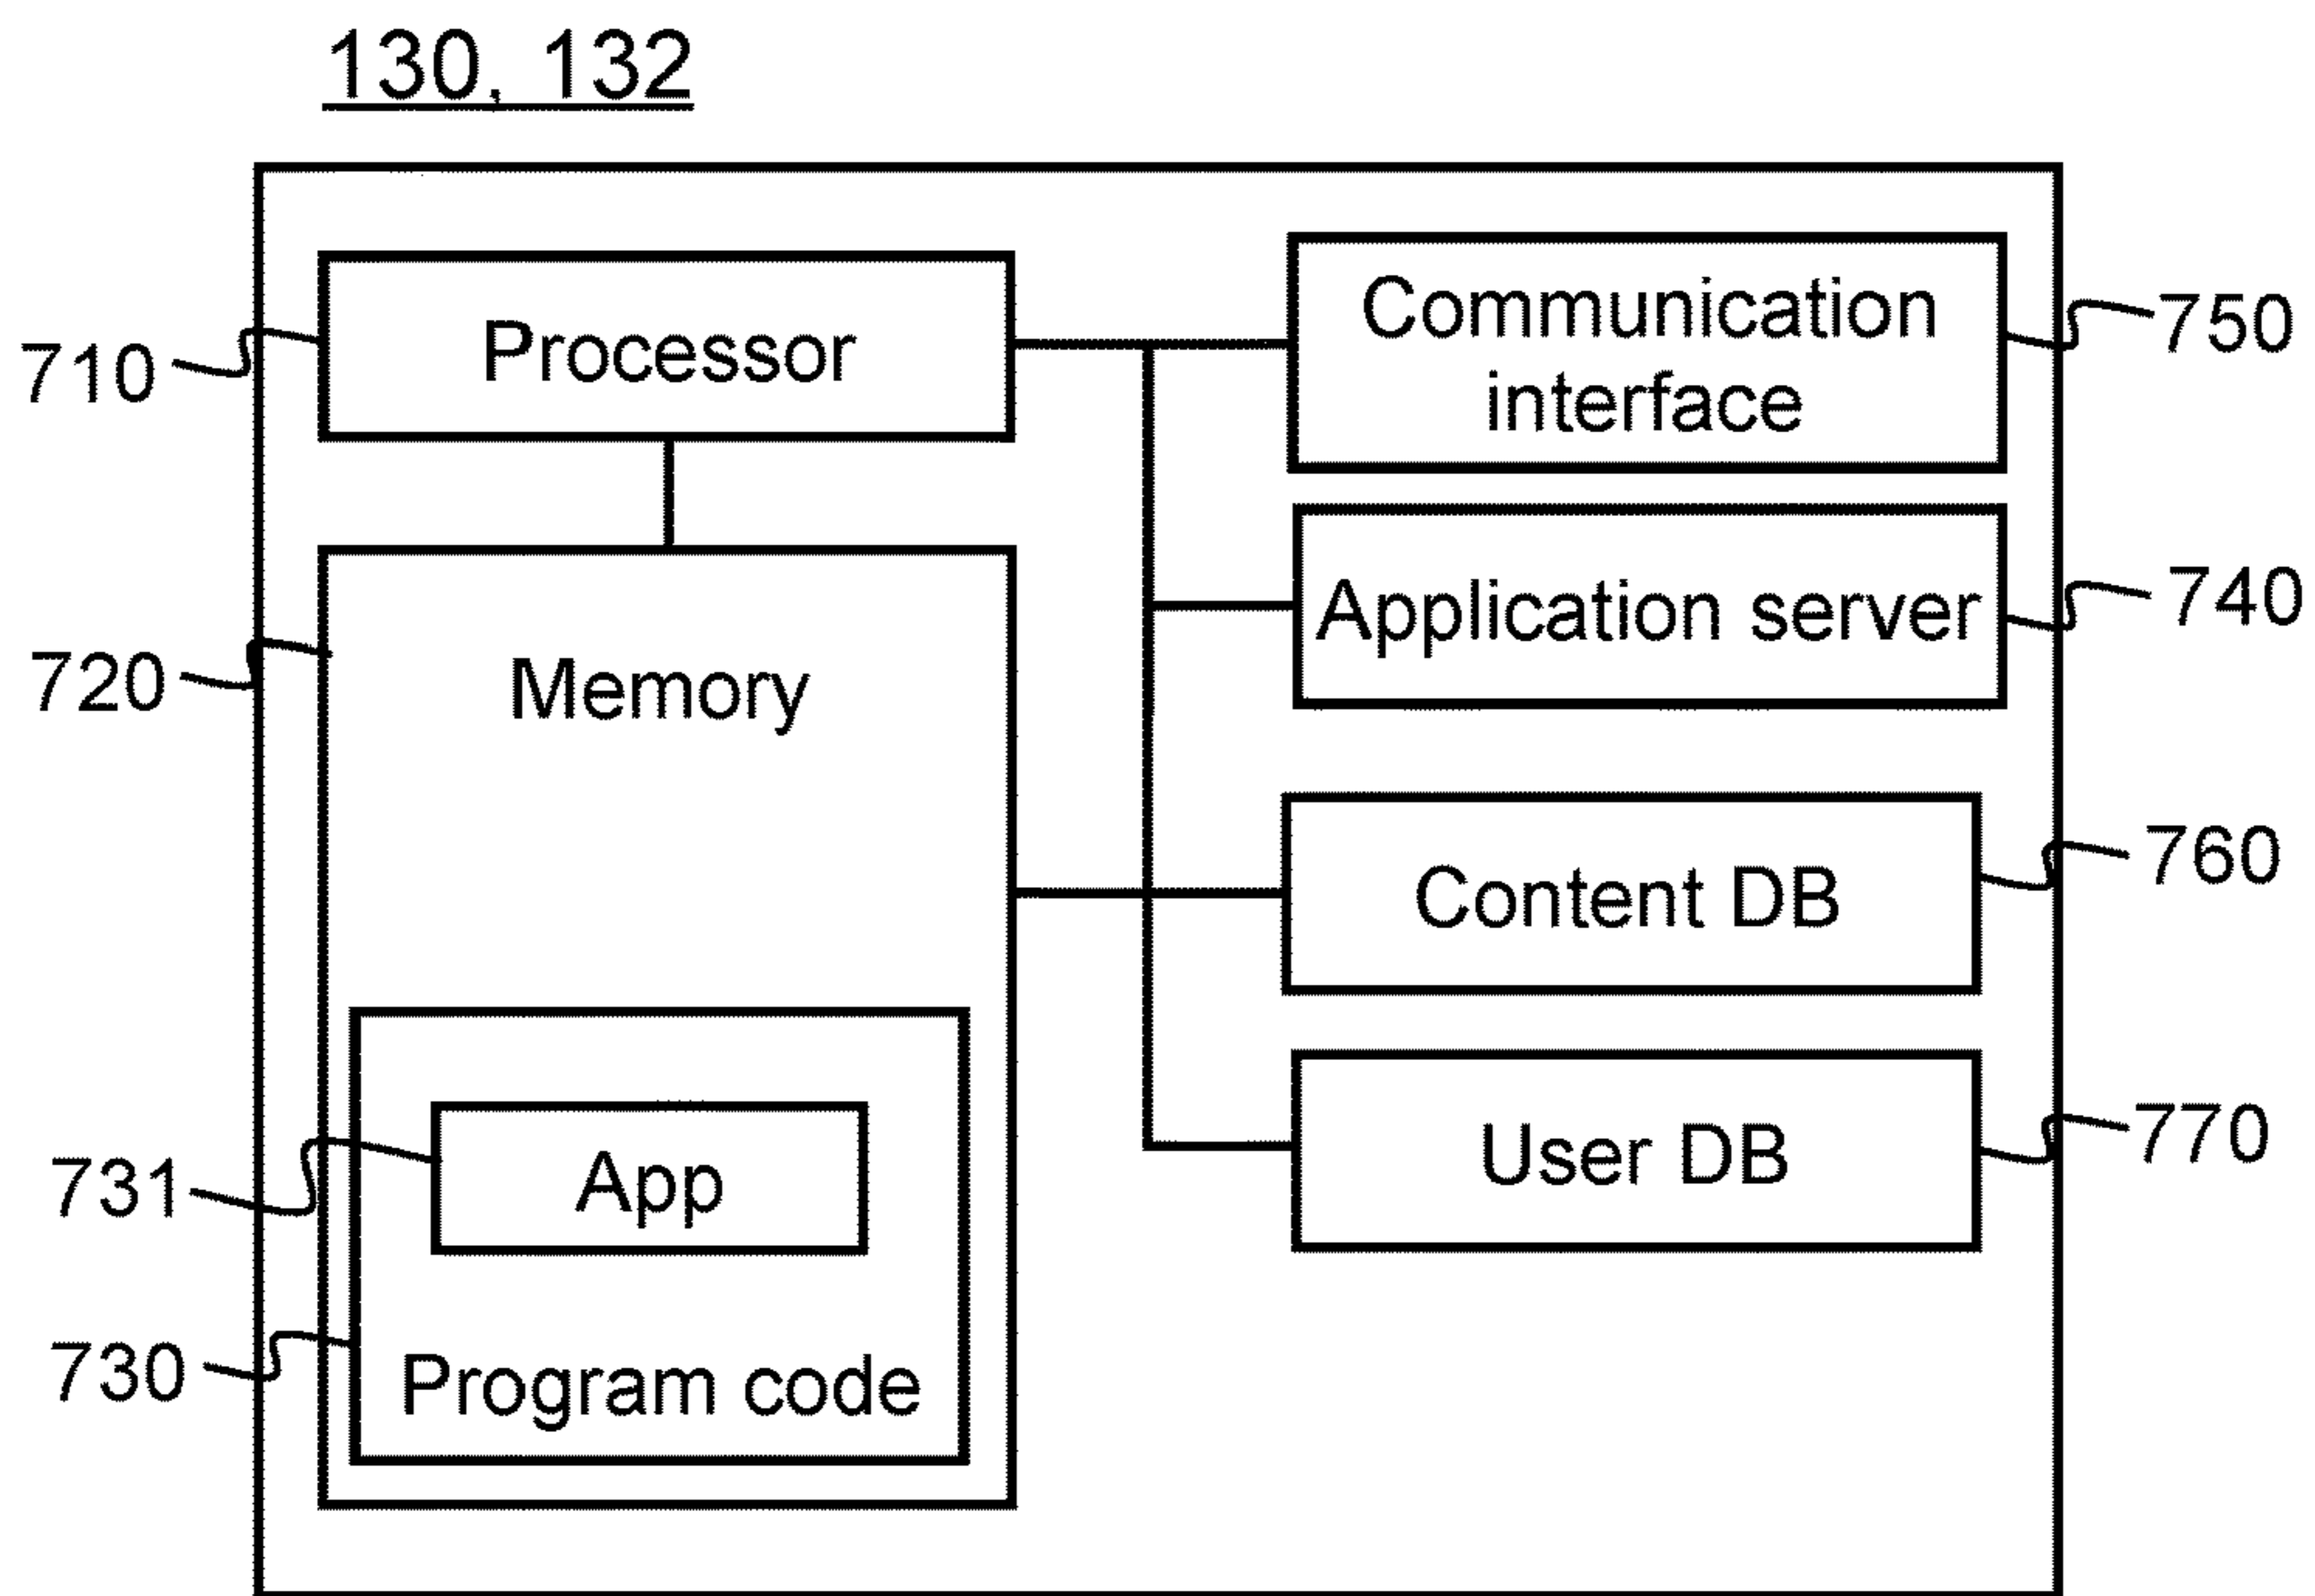 130, 132
Processor
Communication
interface
710
750
Application server
740
720
Memory
Content DB
760
App
731
User DB
770
Program code
730